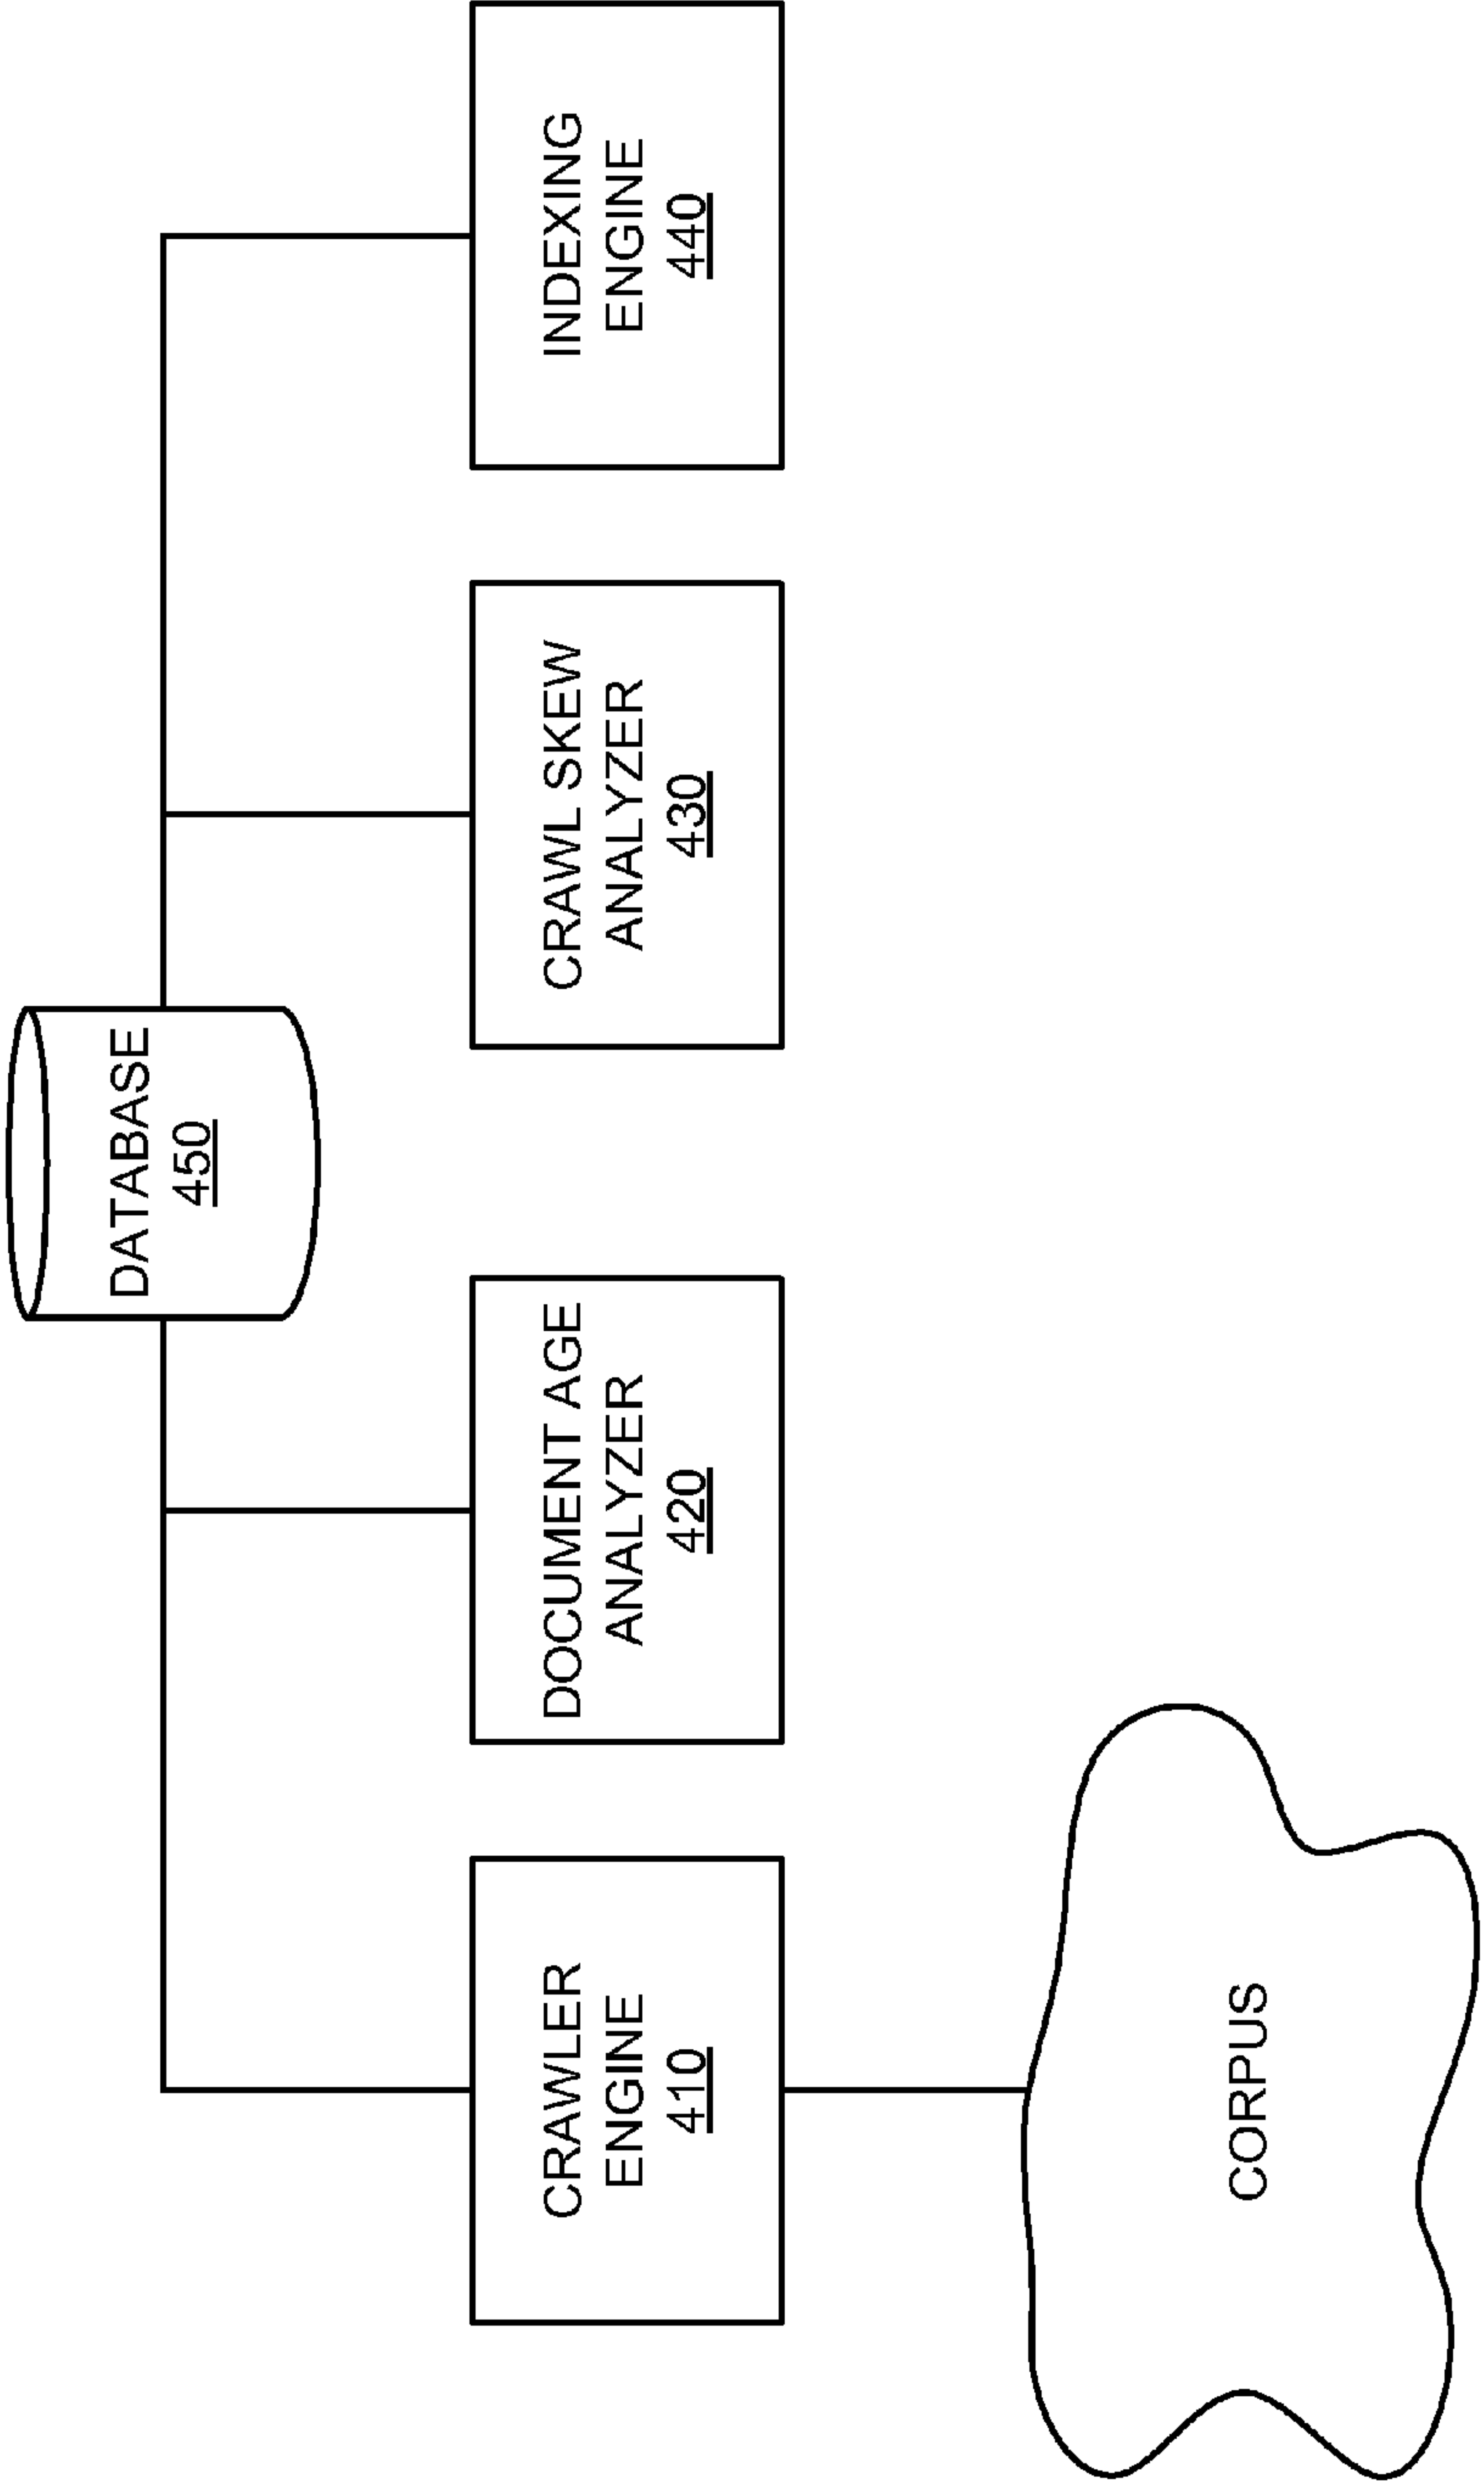 DATABASE
450
CRAWLER
ENGINE
410
DOCUMENT AGE
ANALYZER
420
CRAWL SKEW
ANALYZER
430
INDEXING
ENGINE
440
CORPUS